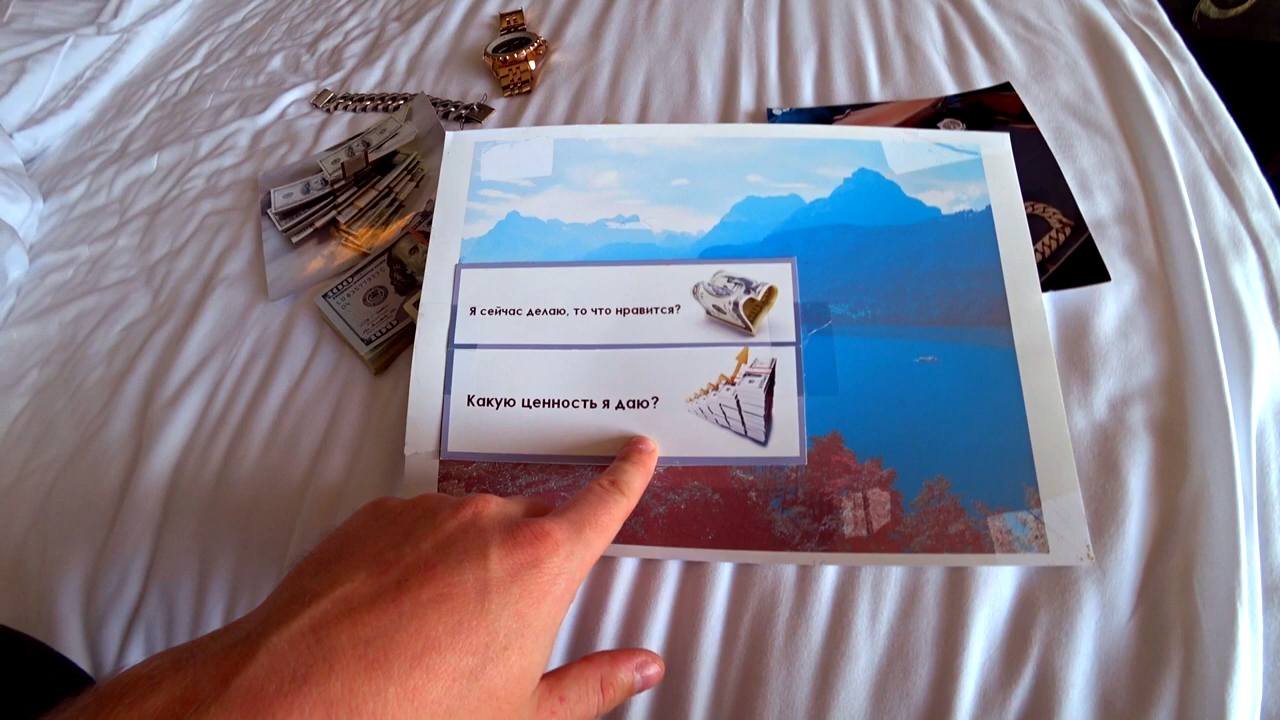 Я сейчас делаю, то что нравится?
Какую ценность я даю?